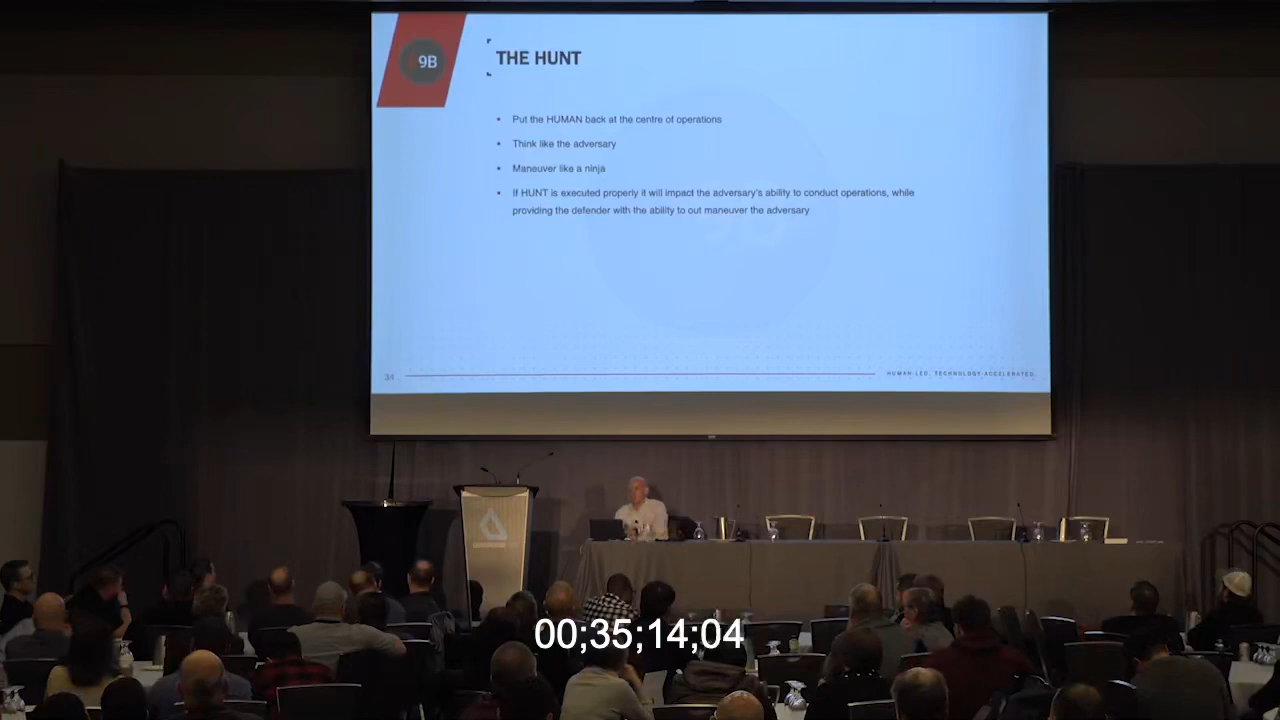 9B
THE HUNT
Put the HUMAN back at the centre of operations
Think like the adversary
Maneuver like a ninja
If HUNT is executed properly it will impact the adversary's ability to conduct operations, while
providing the defender with the ability to out maneuver the adversary
34
HUMAN-LED, TECHNOLOGY-ACCELERATED.
00;35;14;04